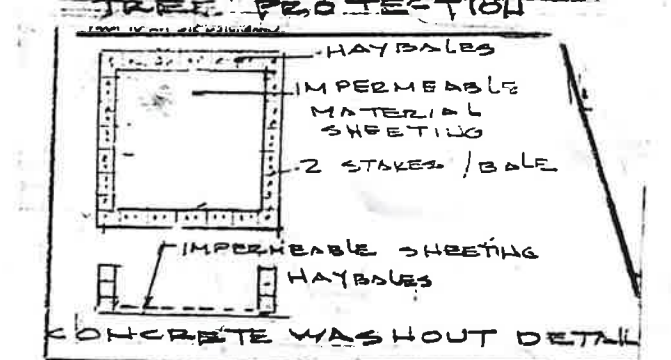 TREE PROTECTION
HAYBALES
IMPERMEABLE
MATERIAL
SHEETING
2 STAKES / BALE
IMPERMEABLE SHEETING
HAYBALES
CONCRETE WASHOUT DETAIL